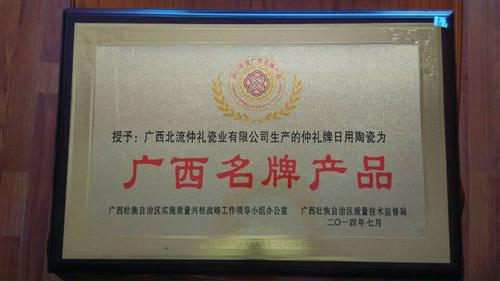 授予：广西北流仲礼瓷业有限公司生产的仲礼牌日用陶瓷为
广西名牌产品
广西壮族自治区实施质量兴桂战略工作领导小组办公室 广西壮族自治区质量技术监督局
二〇一四年七月